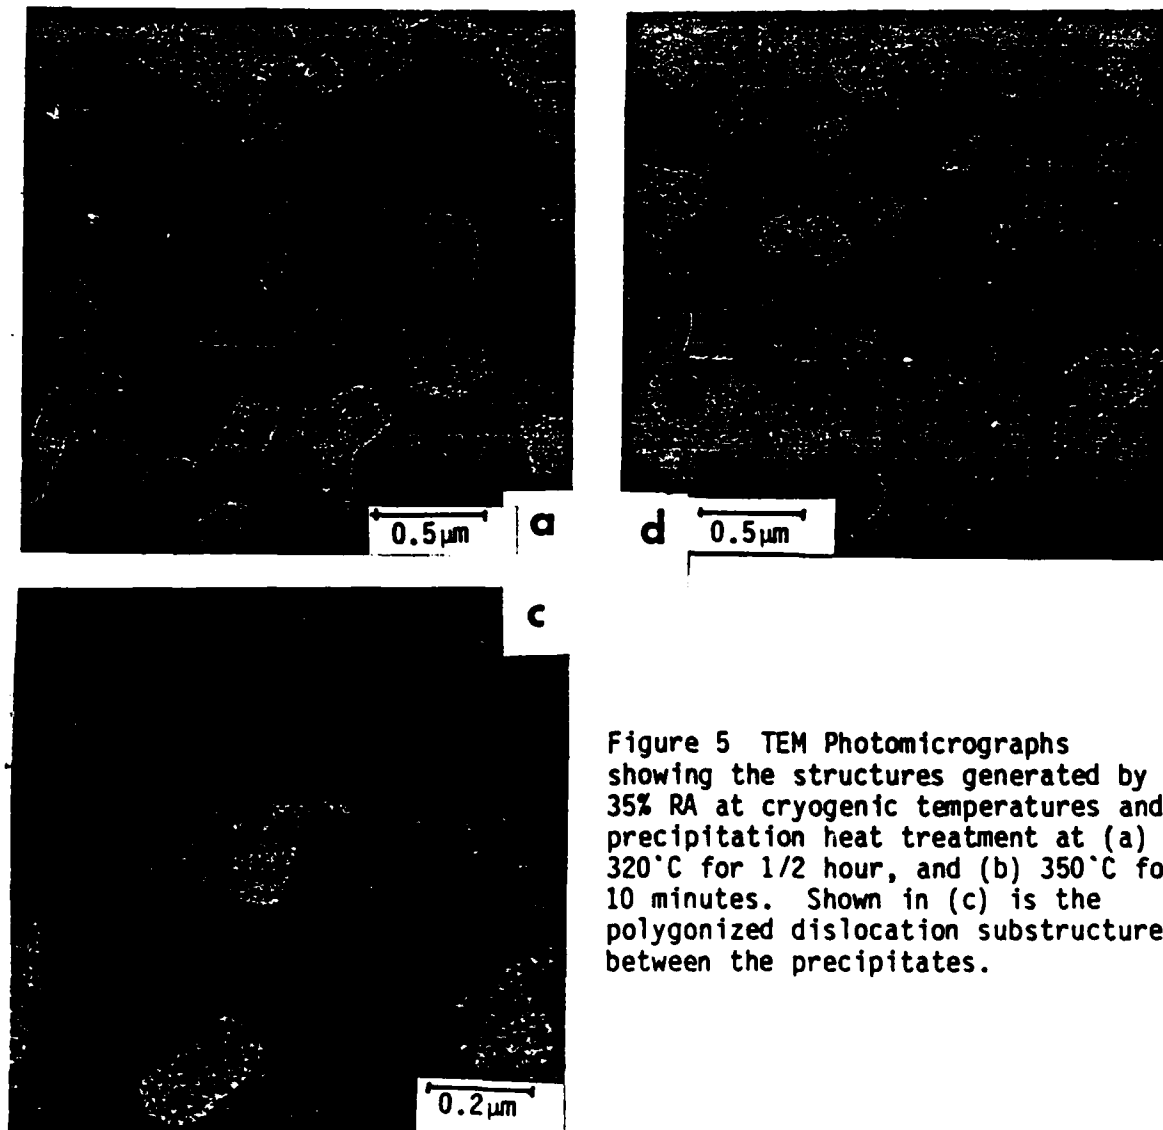 a
0.5µm
d
0.5µm
c
0.2µm
Figure 5 TEM Photomicrographs
showing the structures generated by
35% RA at cryogenic temperatures and
precipitation heat treatment at (a)
320°C for 1/2 hour, and (b) 350°C fo
10 minutes. Shown in (c) is the
polygonized dislocation substructure
between the precipitates.